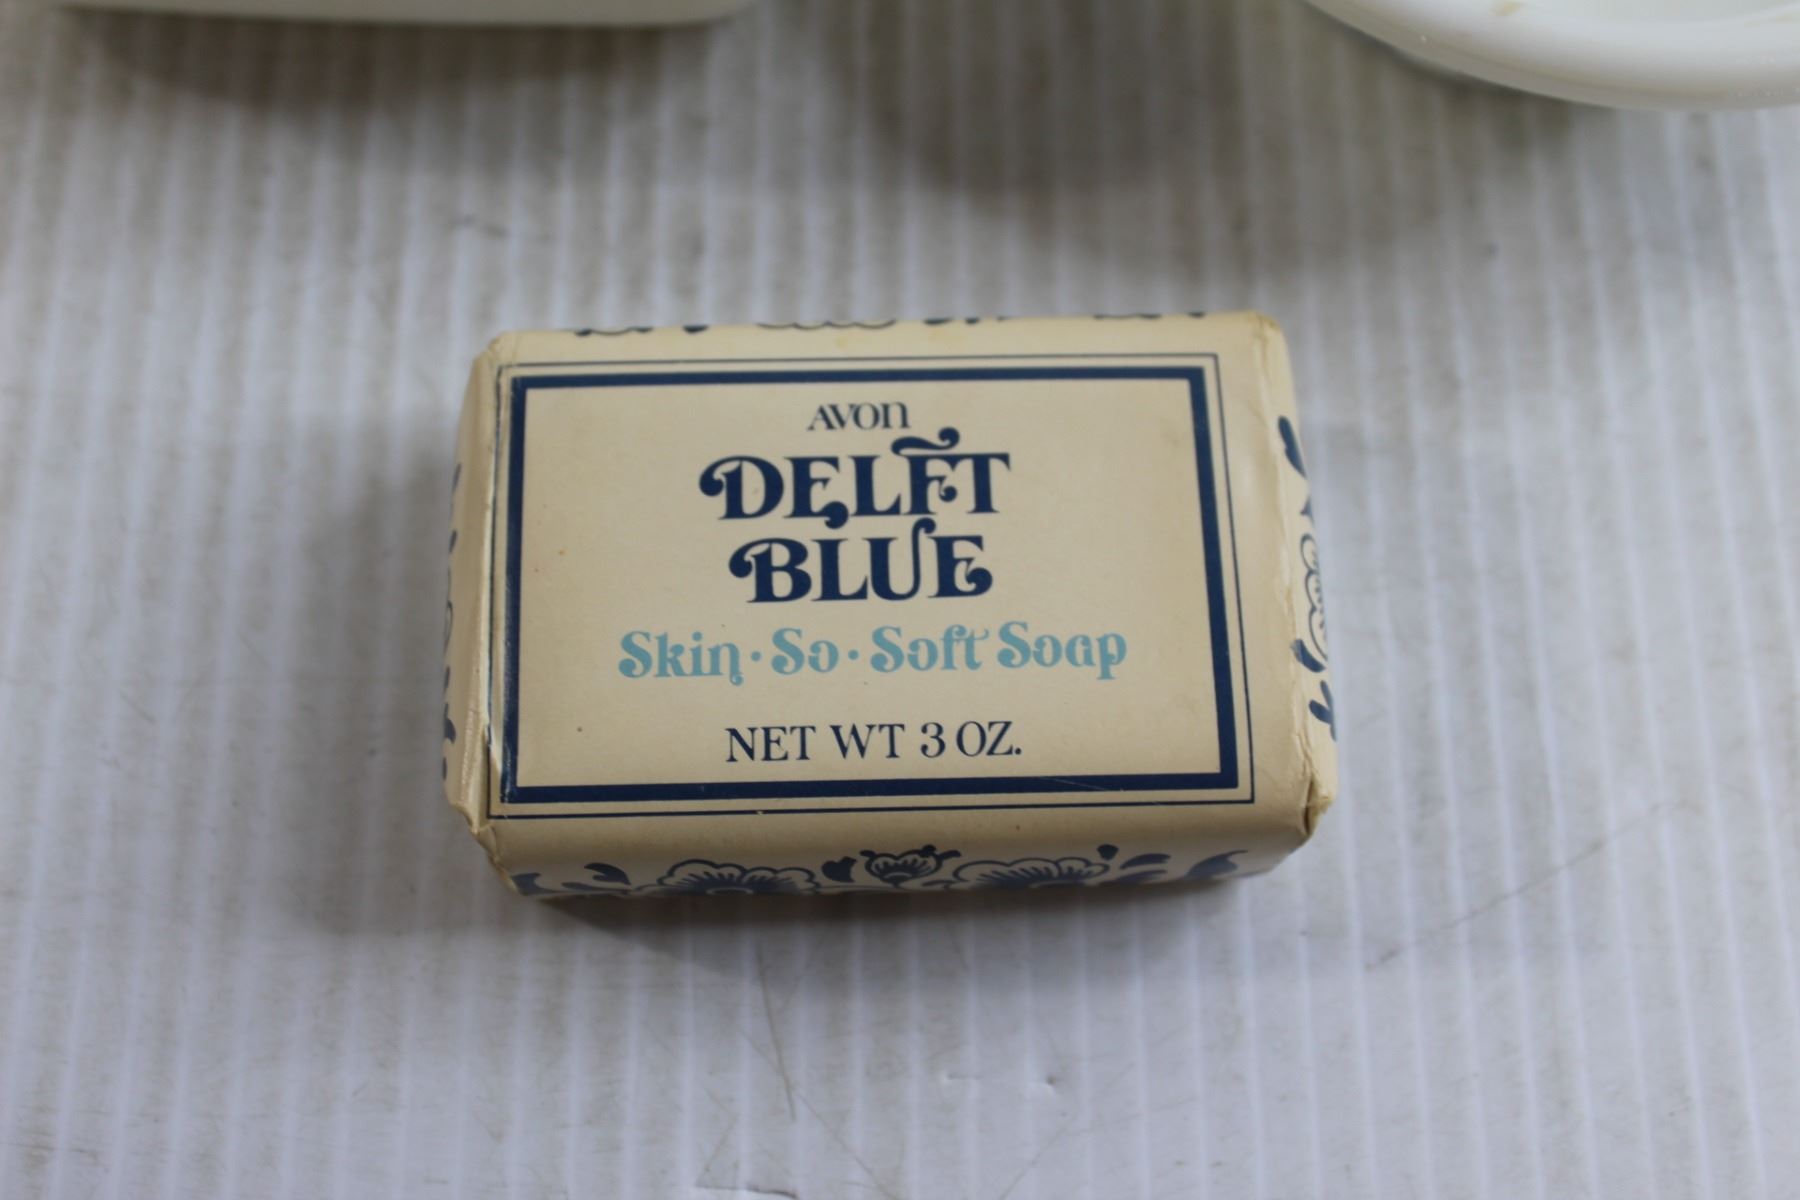 AVON
DELFT
BLUE
Skin·So·Soft Soap
NET WT 3 OZ.